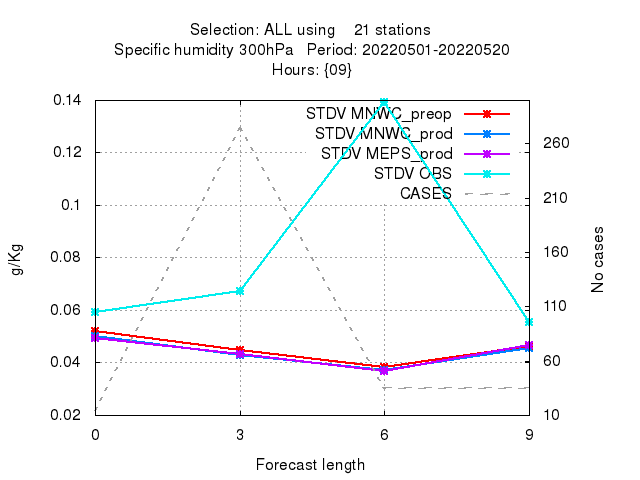 Selection: ALL using    21 stations
Specific humidity 300hPa   Period: 20220501-20220520
Hours: {09}
STDV MNWC_preop
STDV MNWC_prod
STDV MEPS_prod
STDV OBS
CASES
0.14
0.12
0.1
0.08
0.06
0.04
0.02
g/Kg
260
210
160
110
60
10
No cases
0
3
6
9
Forecast length